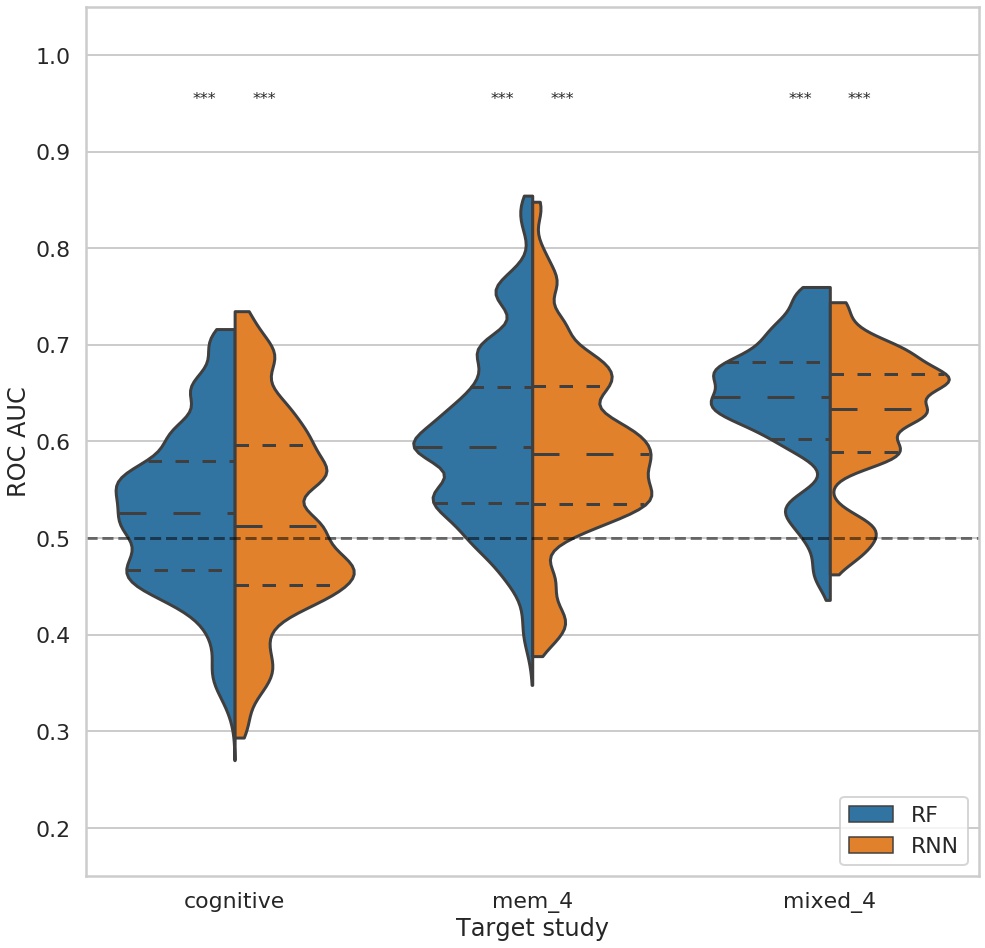 1.0
*** *** *** *** *** ***
0.9
0.8
0.7
0.6
0.5
0.4
0.3
0.2
ROC AUC
RF
RNN
cognitive mem_4 mixed_4
Target study